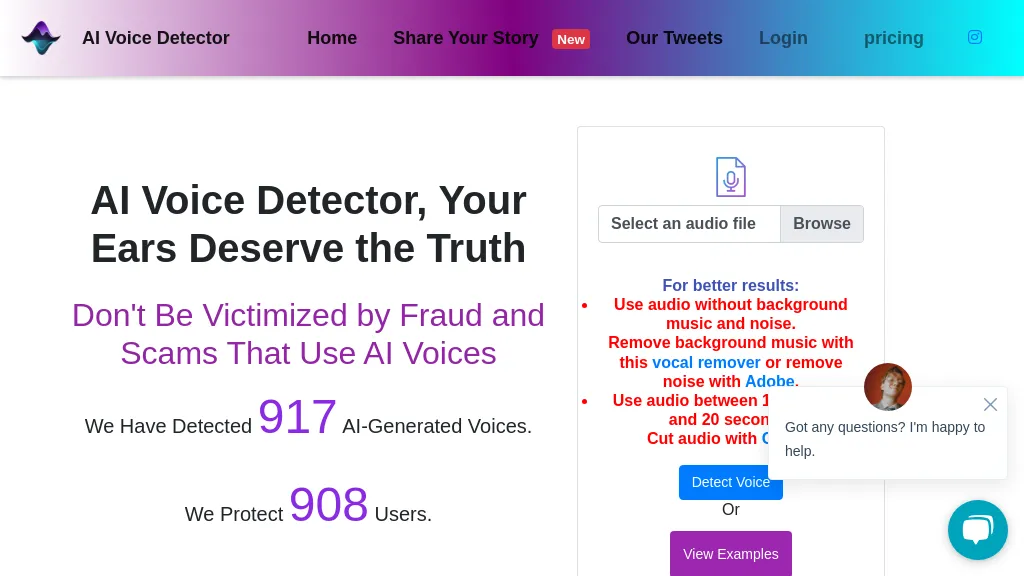 AI Voice Detector
Home
Share Your Story New
Our Tweets
Login
pricing
AI Voice Detector, Your
Ears Deserve the Truth
Don't Be Victimized by Fraud and
Scams That Use AI Voices
We Have Detected 917 AI-Generated Voices.
We Protect 908 Users.
Select an audio file Browse
For better results:
Use audio without background
music and noise.
Remove background music with
this vocal remover or remove
noise with Adobe.
Use audio between 1
and 20
Cut audio with
Detect Voice
Or
View Examples
Got any questions? I'm happy to
help.